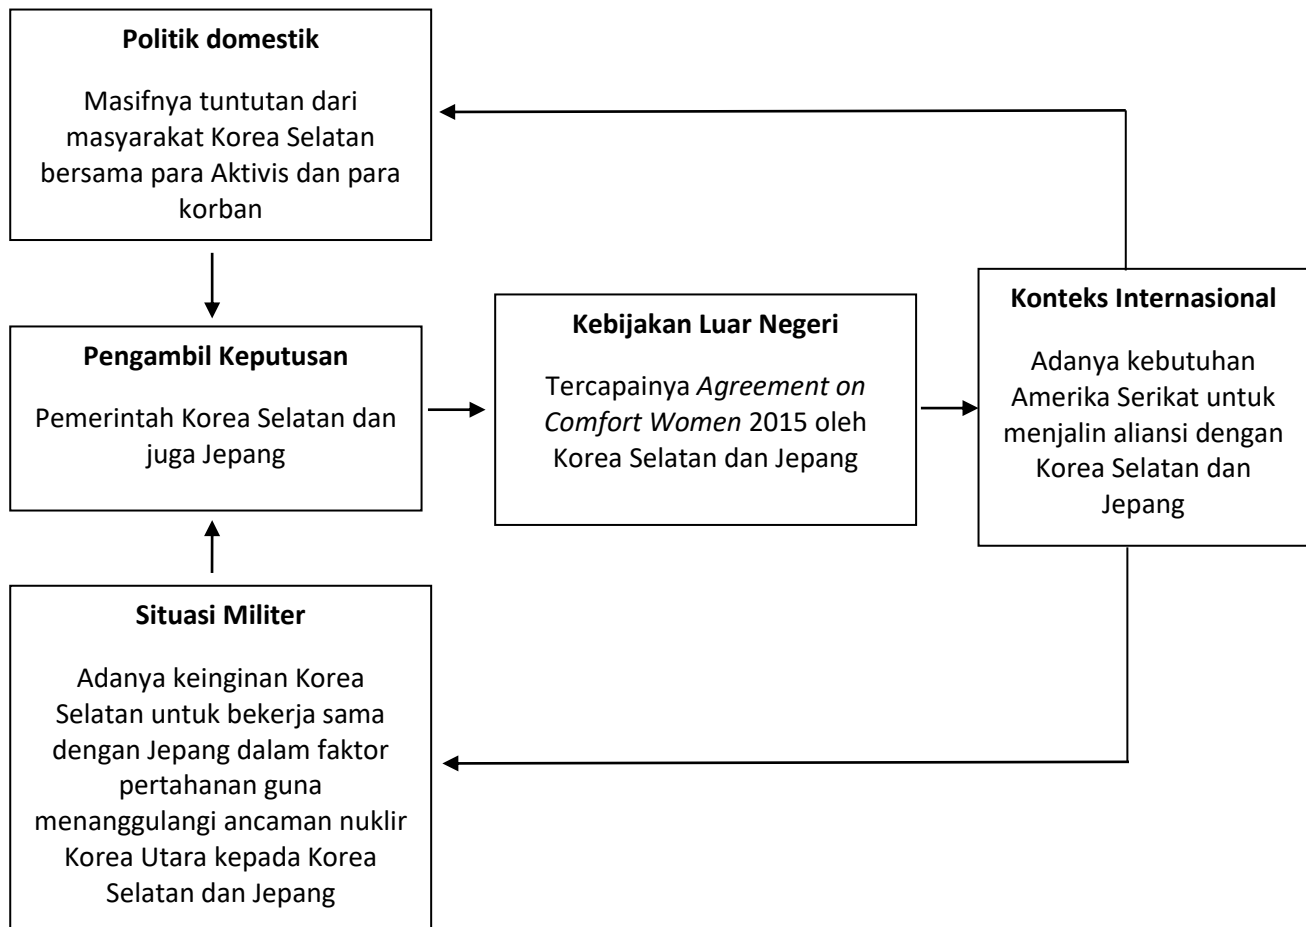 Politik domestik
Masifnya tuntutan dari
masyarakat Korea Selatan
bersama para Aktivis dan para
korban
Pengambil Keputusan
Pemerintah Korea Selatan dan
juga Jepang
Kebijakan Luar Negeri
Tercapainya Agreement on
Comfort Women 2015 oleh
Korea Selatan dan Jepang
Konteks Internasional
Adanya kebutuhan
Amerika Serikat untuk
menjalin aliansi dengan
Korea Selatan dan
Jepang
Situasi Militer
Adanya keinginan Korea
Selatan untuk bekerja sama
dengan Jepang dalam faktor
pertahanan guna
menanggulangi ancaman nuklir
Korea Utara kepada Korea
Selatan dan Jepang